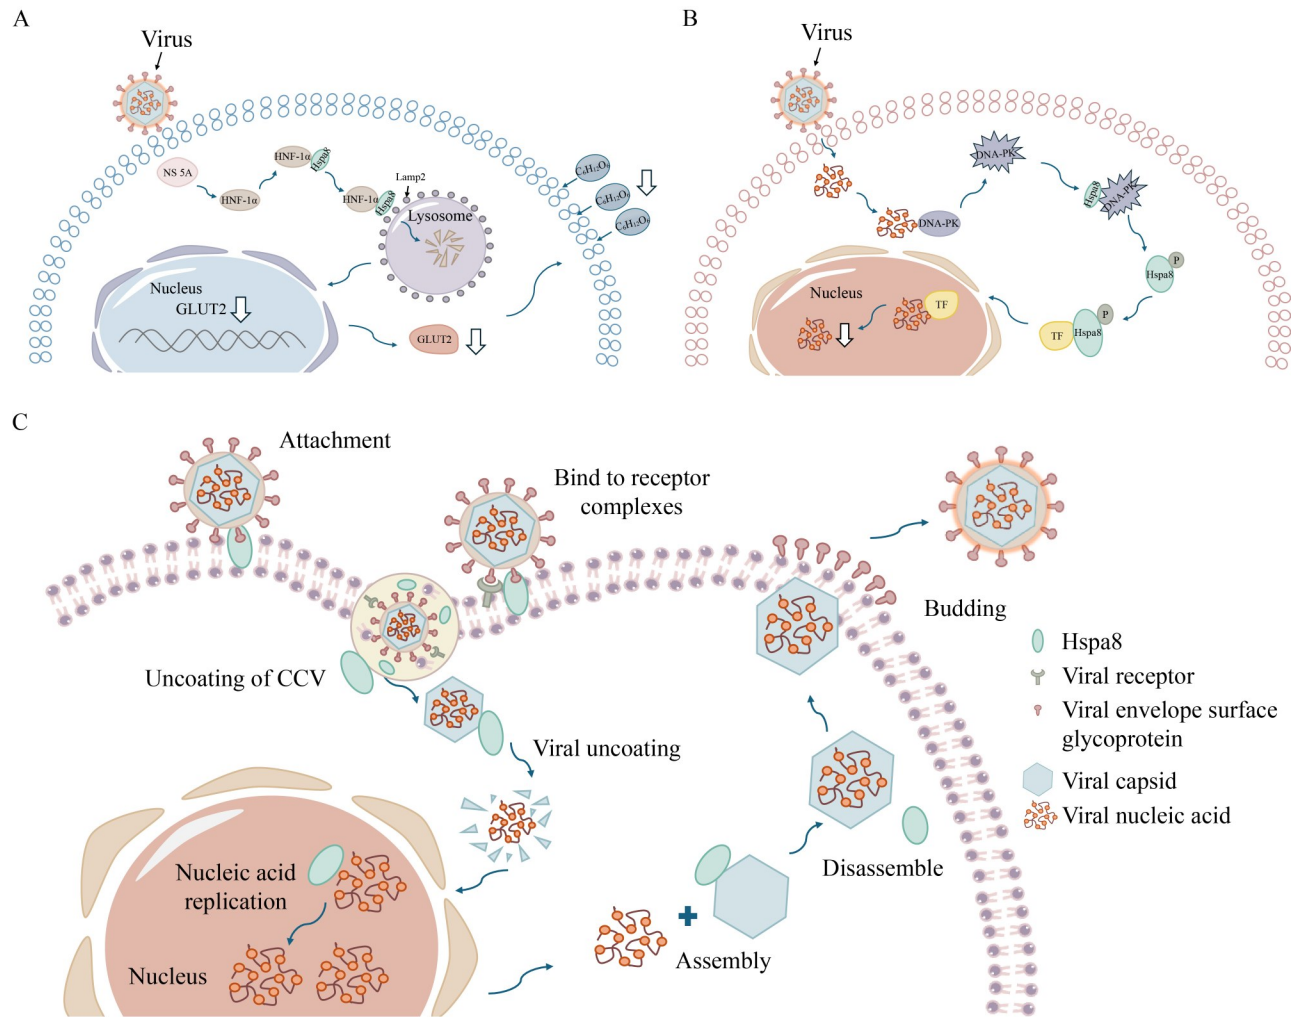 A
Virus
NS 5A
HNF-1α
HNF-1α
Hspa8
HNF-1α
Hspa8
Lamp2
Lysosome
C₆H₁₂O₆
C₆H₁₂O₆
C₆H₁₂O₆
Nucleus
GLUT2
GLUT2
B
Virus
DNA-PK
DNA-PK
Hspa8
DNA-PK
Hspa8
P
P
TF
Hspa8
Nucleus
TF
C
Attachment
Bind to receptor
complexes
Uncoating of CCV
Viral uncoating
Nucleic acid
replication
Nucleus
Assembly
Disassemble
Budding
Hspa8
Viral receptor
Viral envelope surface
glycoprotein
Viral capsid
Viral nucleic acid